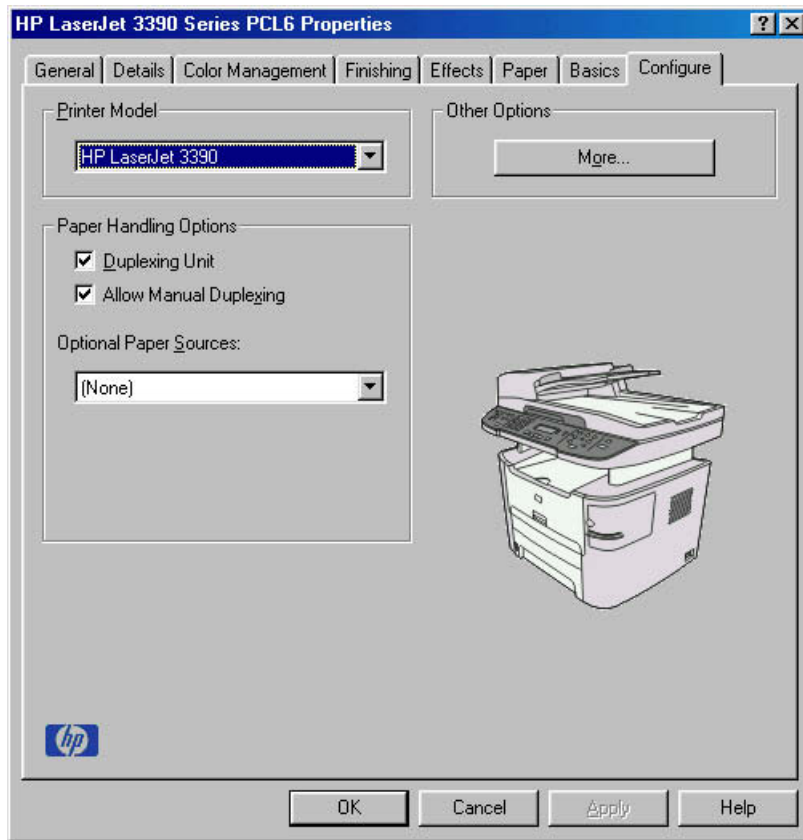 HP LaserJet 3390 Series PCL6 Properties
General Details Color Management Finishing Effects Paper Basics Configure
Printer Model
HP LaserJet 3390
Other Options
More...
Paper Handling Options
Duplexing Unit
Allow Manual Duplexing
Optional Paper Sources:
(None)
hp
OK Cancel Apply Help